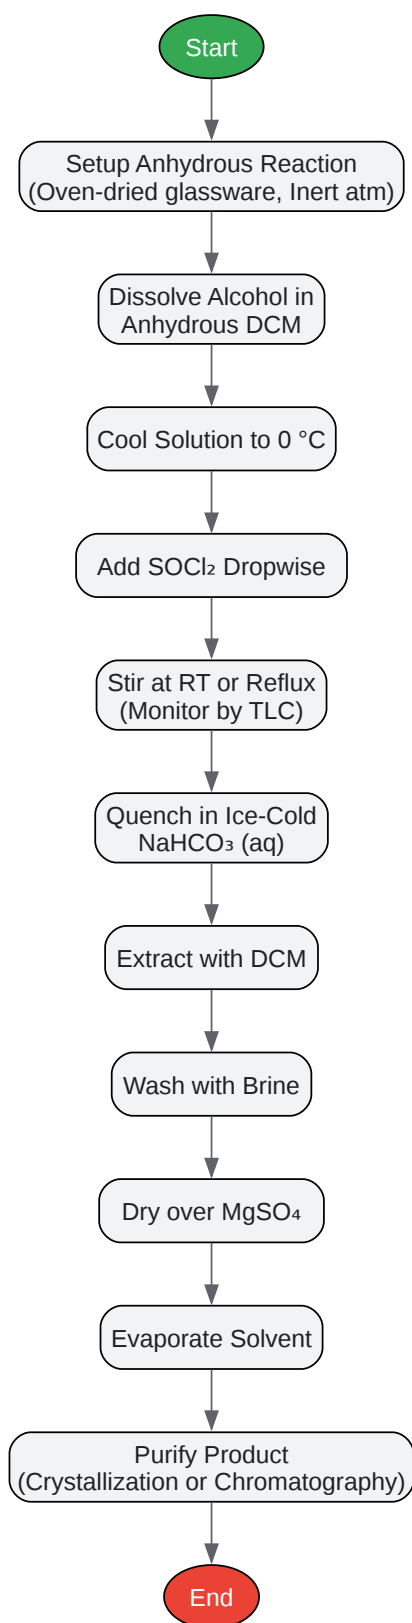 Start
Setup Anhydrous Reaction
(Oven-dried glassware, Inert atm)
Dissolve Alcohol in
Anhydrous DCM
Cool Solution to 0 °C
Add SOCl₂ Dropwise
Stir at RT or Reflux
(Monitor by TLC)
Quench in Ice-Cold
NaHCO₃ (aq)
Extract with DCM
Wash with Brine
Dry over MgSO₄
Evaporate Solvent
Purify Product
(Crystallization or Chromatography)
End